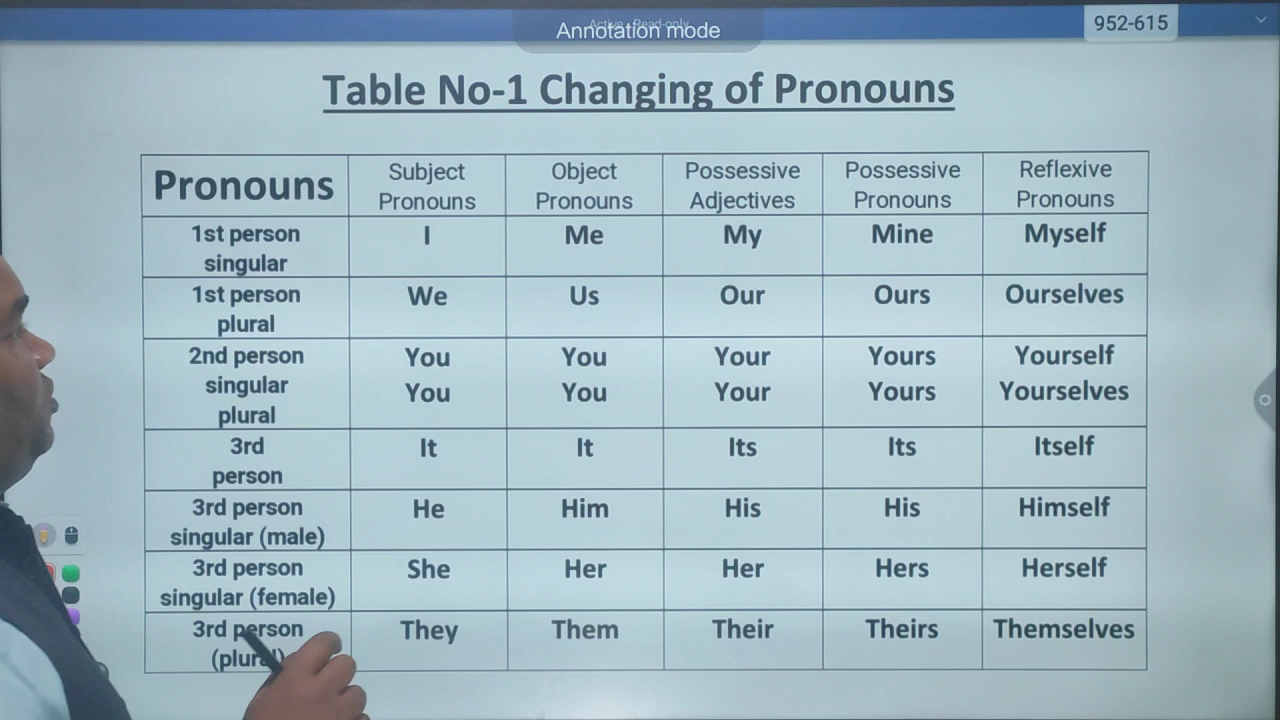 Active - Read-only
Annotation mode
952-615
Table No-1 Changing of Pronouns
Pronouns
Subject
Pronouns
Object
Pronouns
Possessive
Adjectives
Possessive
Pronouns
Reflexive
Pronouns
1st person
singular
I
Me
My
Mine
Myself
1st person
plural
We
Us
Our
Ours
Ourselves
2nd person
singular
plural
You
You
Your
Yours
Yourself
You
You
Your
Yours
Yourselves
3rd
person
It
It
Its
Its
Itself
3rd person
singular (male)
He
Him
His
His
Himself
3rd person
singular (female)
She
Her
Her
Hers
Herself
3rd person
(plural)
They
Them
Their
Theirs
Themselves